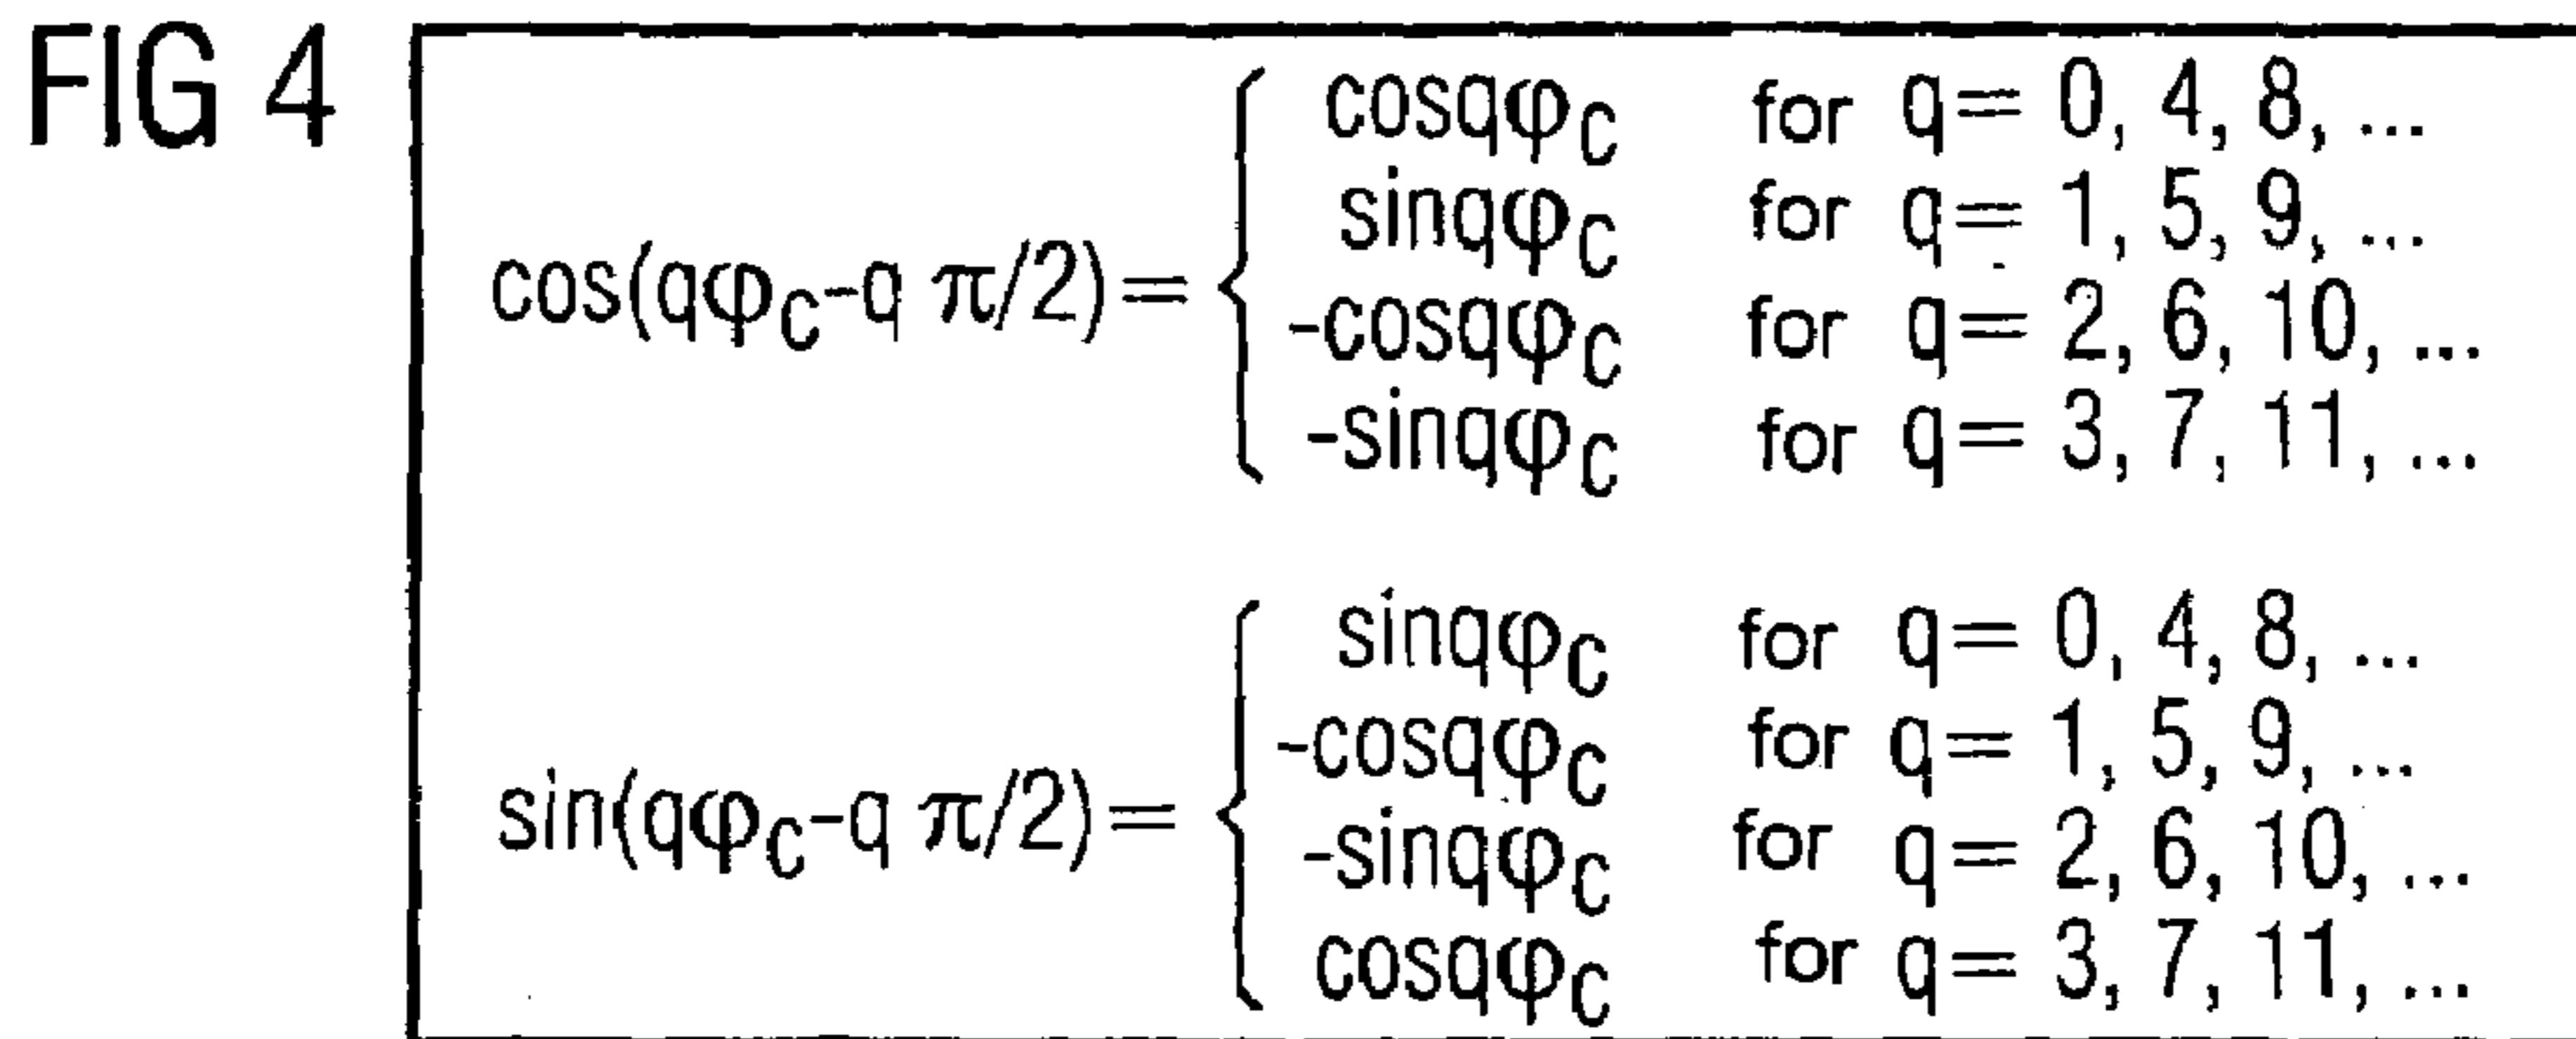 FIG 4
cosqφc for q= 0, 4, 8, ...
sinqφc for q= 1, 5, 9, ...
cos(qφc-q π/2)=
-cosqφc for q= 2, 6, 10, ...
-sinqφc for q= 3, 7, 11, ...
sinqφc for q= 0, 4, 8, ...
-cosqφc for q= 1, 5, 9, ...
sin(qφc-q π/2)=
-sinqφc for q= 2, 6, 10, ...
cosqφc for q= 3, 7, 11, ...